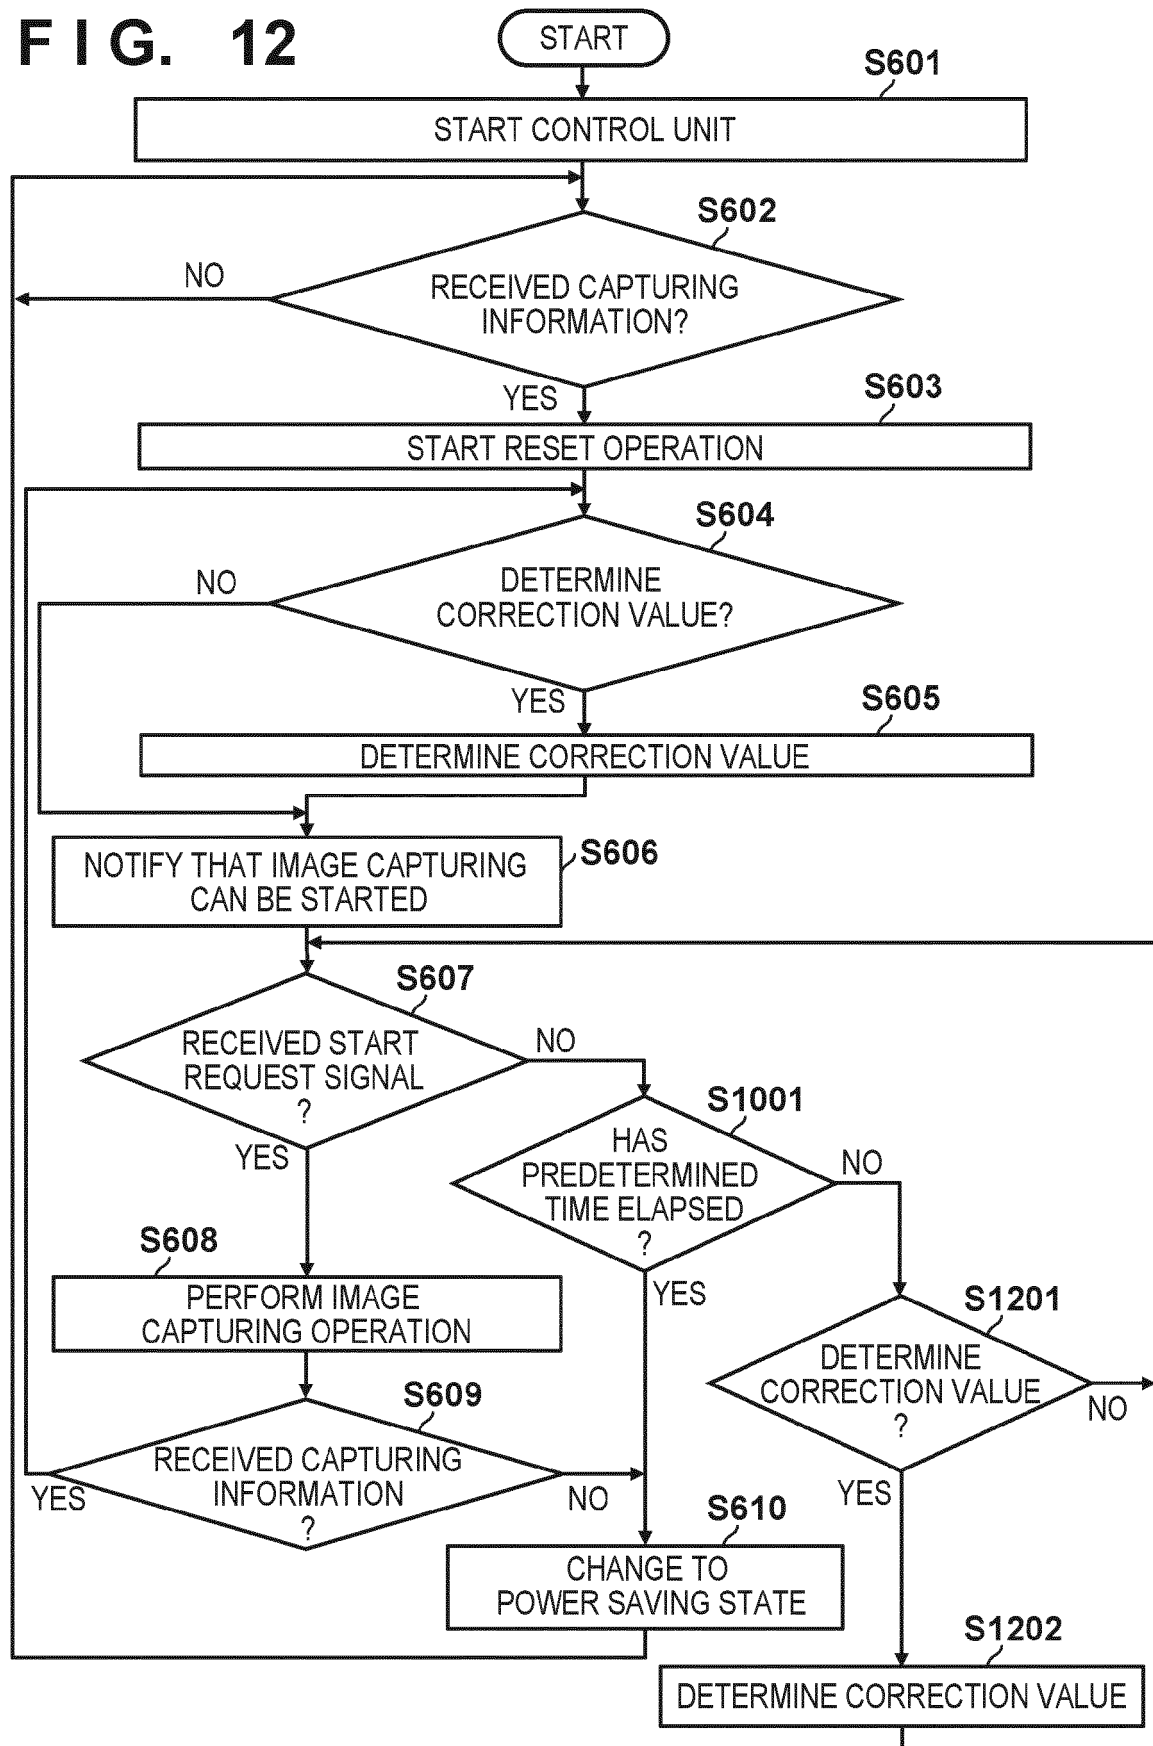 FIG. 12
START
S601
START CONTROL UNIT
S602
NO
RECEIVED CAPTURING
INFORMATION?
YES
S603
START RESET OPERATION
S604
NO
DETERMINE
CORRECTION VALUE?
YES
S605
DETERMINE CORRECTION VALUE
NOTIFY THAT IMAGE CAPTURING
CAN BE STARTED
S606
S607
RECEIVED START
REQUEST SIGNAL
?
NO
YES
S1001
HAS
PREDETERMINED
TIME ELAPSED
?
NO
YES
S608
PERFORM IMAGE
CAPTURING OPERATION
S1201
DETERMINE
CORRECTION VALUE
?
NO
YES
S609
RECEIVED CAPTURING
INFORMATION
?
YES
NO
S610
CHANGE TO
POWER SAVING STATE
S1202
DETERMINE CORRECTION VALUE